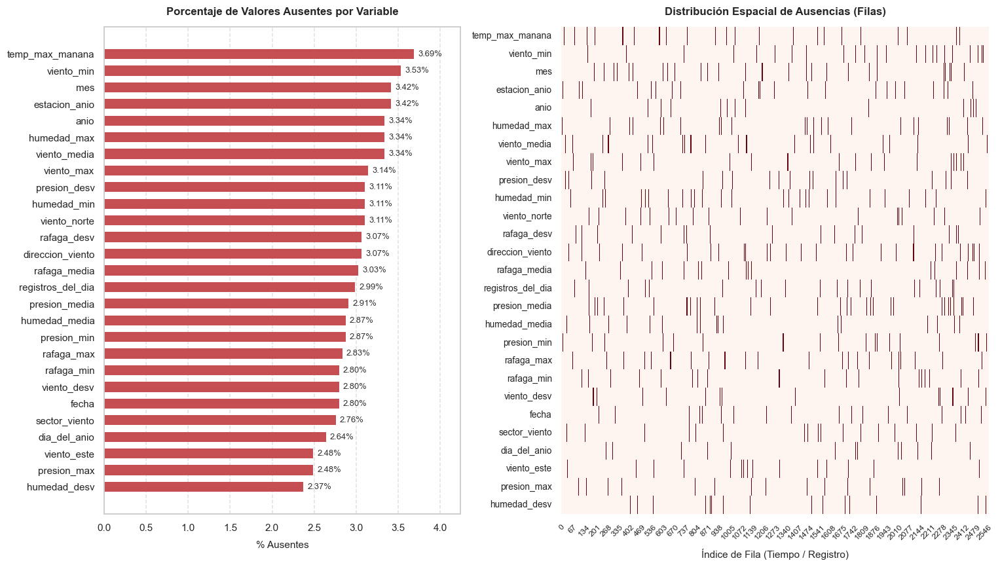 Porcentaje de Valores Ausentes por Variable
temp_max_manana 3.69%
viento_min 3.53%
mes 3.42%
estacion_anio 3.42%
anio 3.34%
humedad_max 3.34%
viento_media 3.34%
viento_max 3.14%
presion_desv 3.11%
humedad_min 3.11%
viento_norte 3.11%
rafaga_desv 3.07%
direccion_viento 3.07%
rafaga_media 3.03%
registros_del_dia 2.99%
presion_media 2.91%
humedad_media 2.87%
presion_min 2.87%
rafaga_max 2.83%
rafaga_min 2.80%
viento_desv 2.80%
fecha 2.80%
sector_viento 2.76%
dia_del_anio 2.64%
viento_este 2.48%
presion_max 2.48%
humedad_desv 2.37%
0.0 0.5 1.0 1.5 2.0 2.5 3.0 3.5 4.0
% Ausentes
Distribución Espacial de Ausencias (Filas)
temp_max_manana
viento_min
mes
estacion_anio
anio
humedad_max
viento_media
viento_max
presion_desv
humedad_min
viento_norte
rafaga_desv
direccion_viento
rafaga_media
registros_del_dia
presion_media
humedad_media
presion_min
rafaga_max
rafaga_min
viento_desv
fecha
sector_viento
dia_del_anio
viento_este
presion_max
humedad_desv
0 67 134 201 268 335 402 469 536 603 670 737 804 871 938 1005 1072 1139 1206 1273 1340 1407 1474 1541 1608 1675 1742 1809 1876 1943 2010 2077 2144 2211 2278 2345 2412 2479 2546
Índice de Fila (Tiempo / Registro)